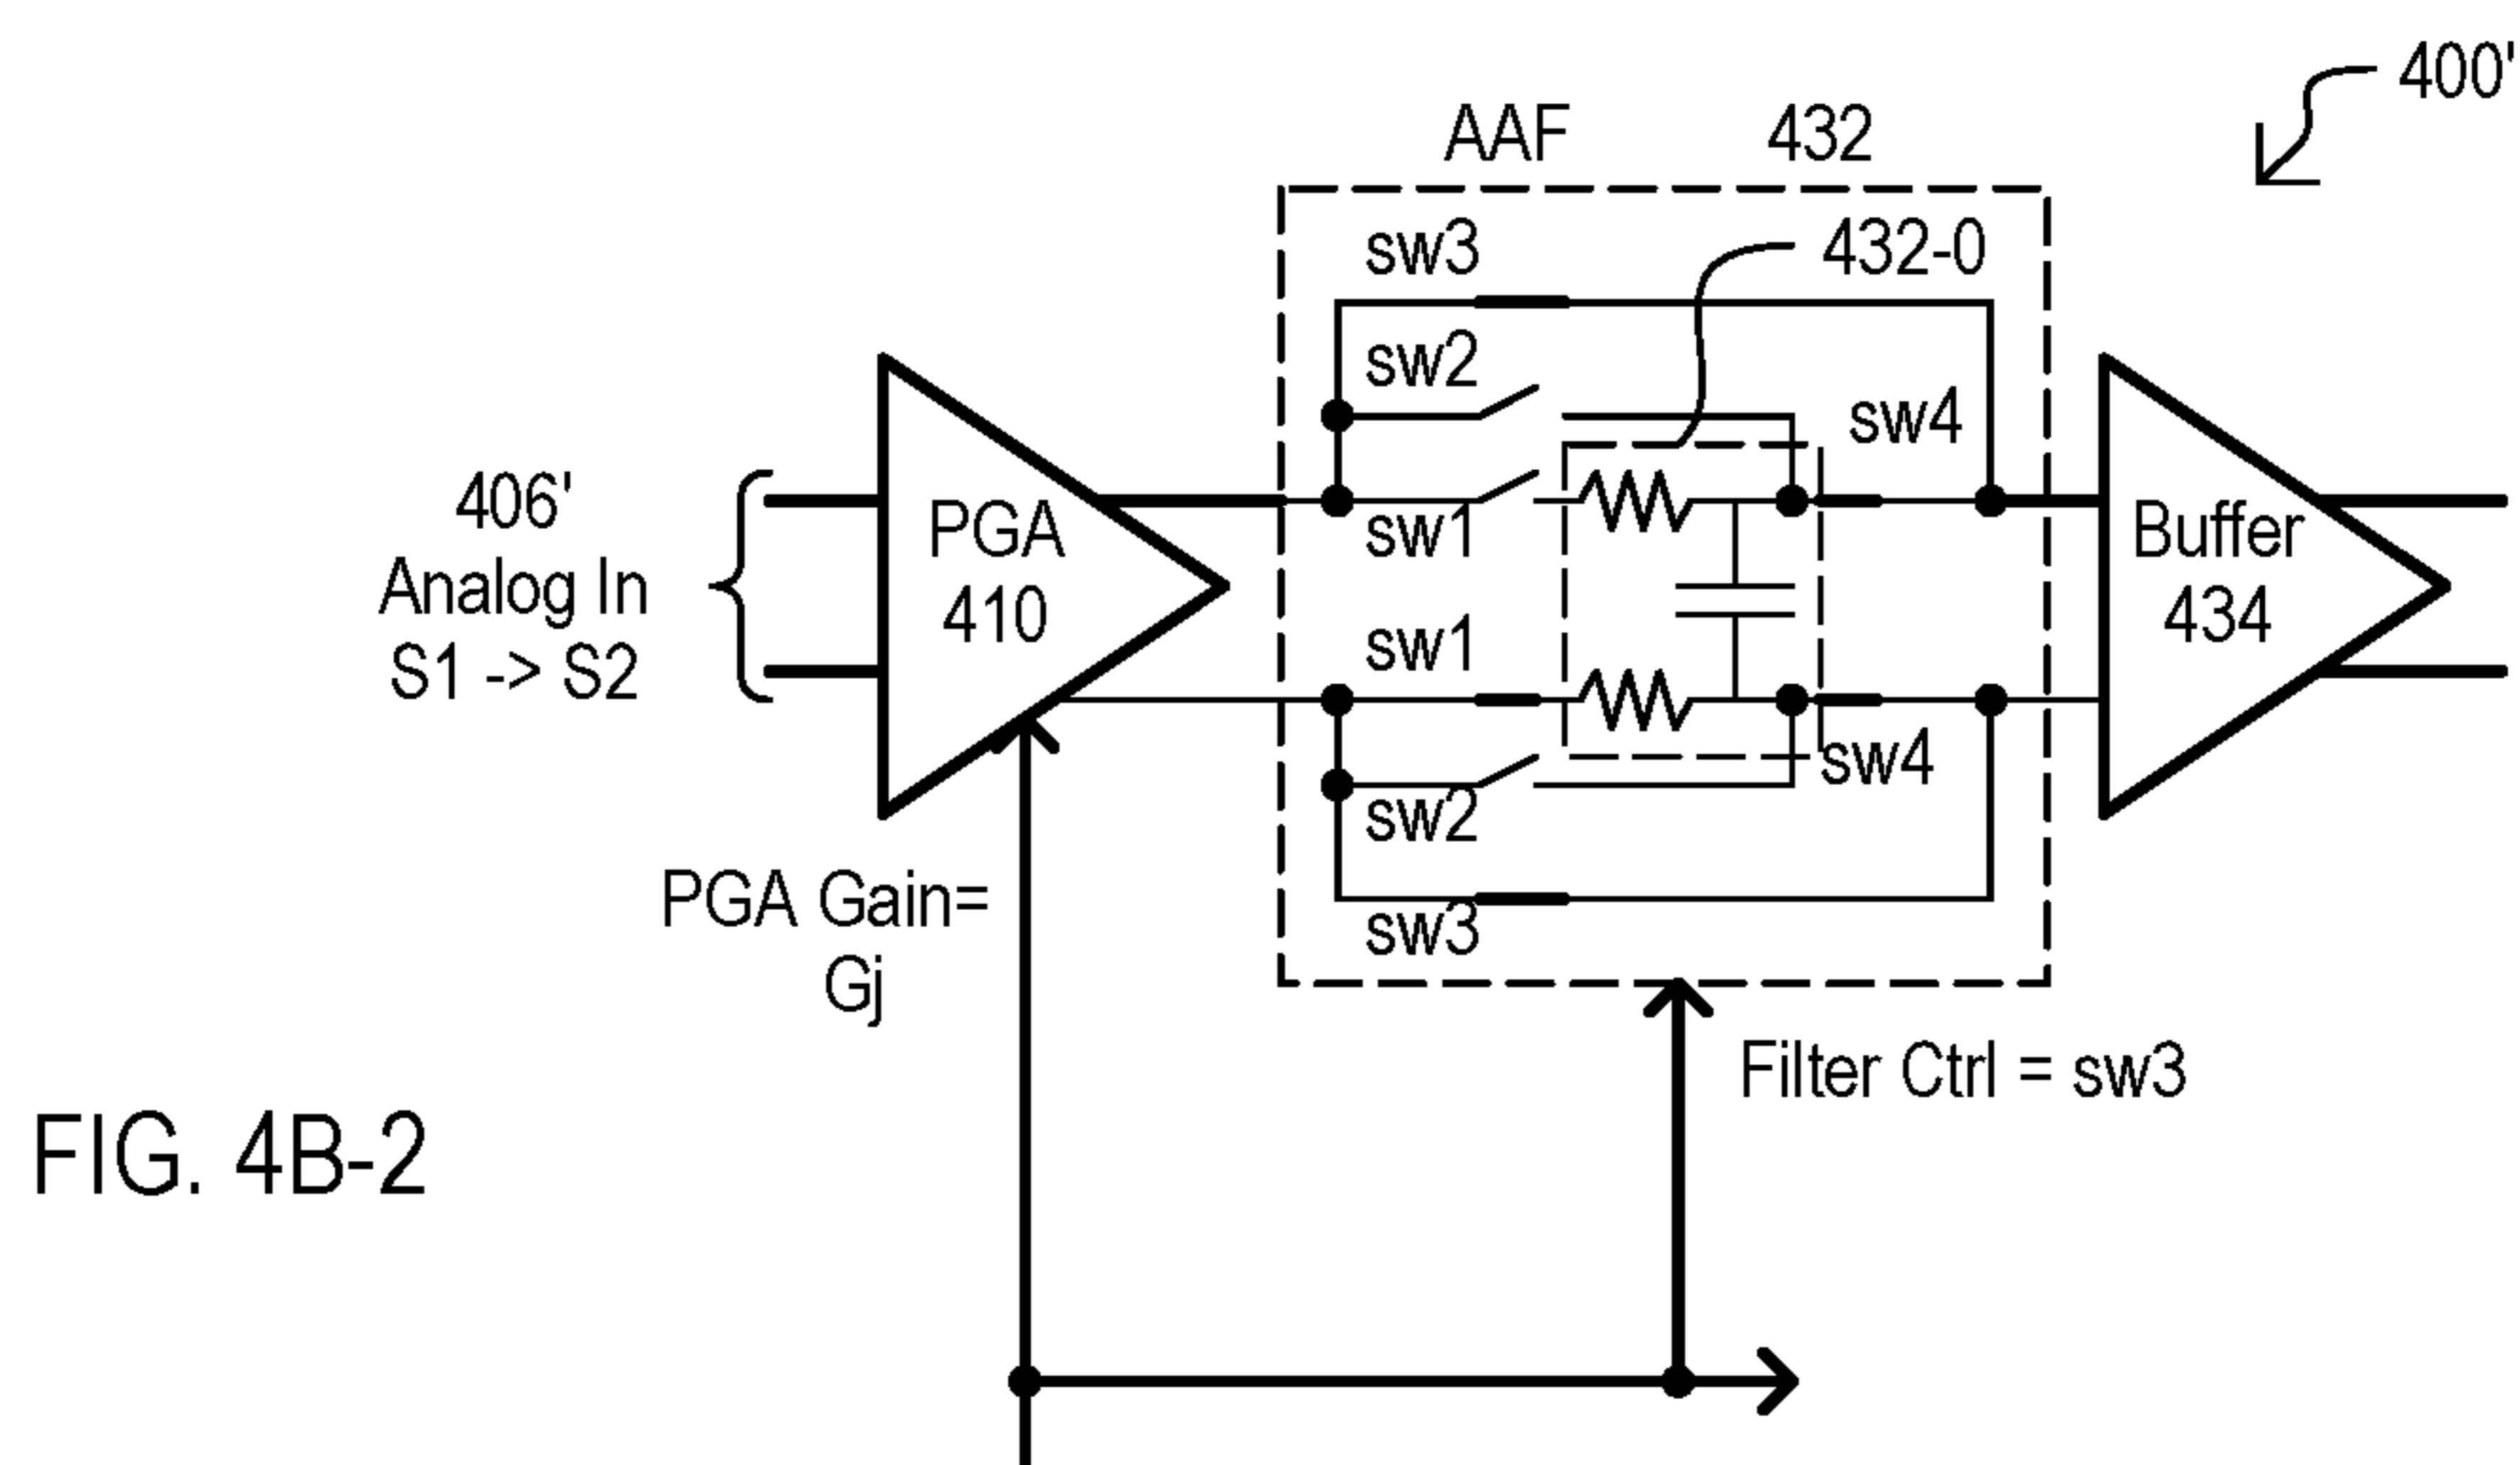 400'
AAF 432
sw3
432-0
sw2
sw4
406'
Analog In
S1 -> S2
PGA
410
sw1
Buffer
434
sw1
sw4
sw2
sw3
PGA Gain=
Gj
Filter Ctrl = sw3
FIG. 4B-2